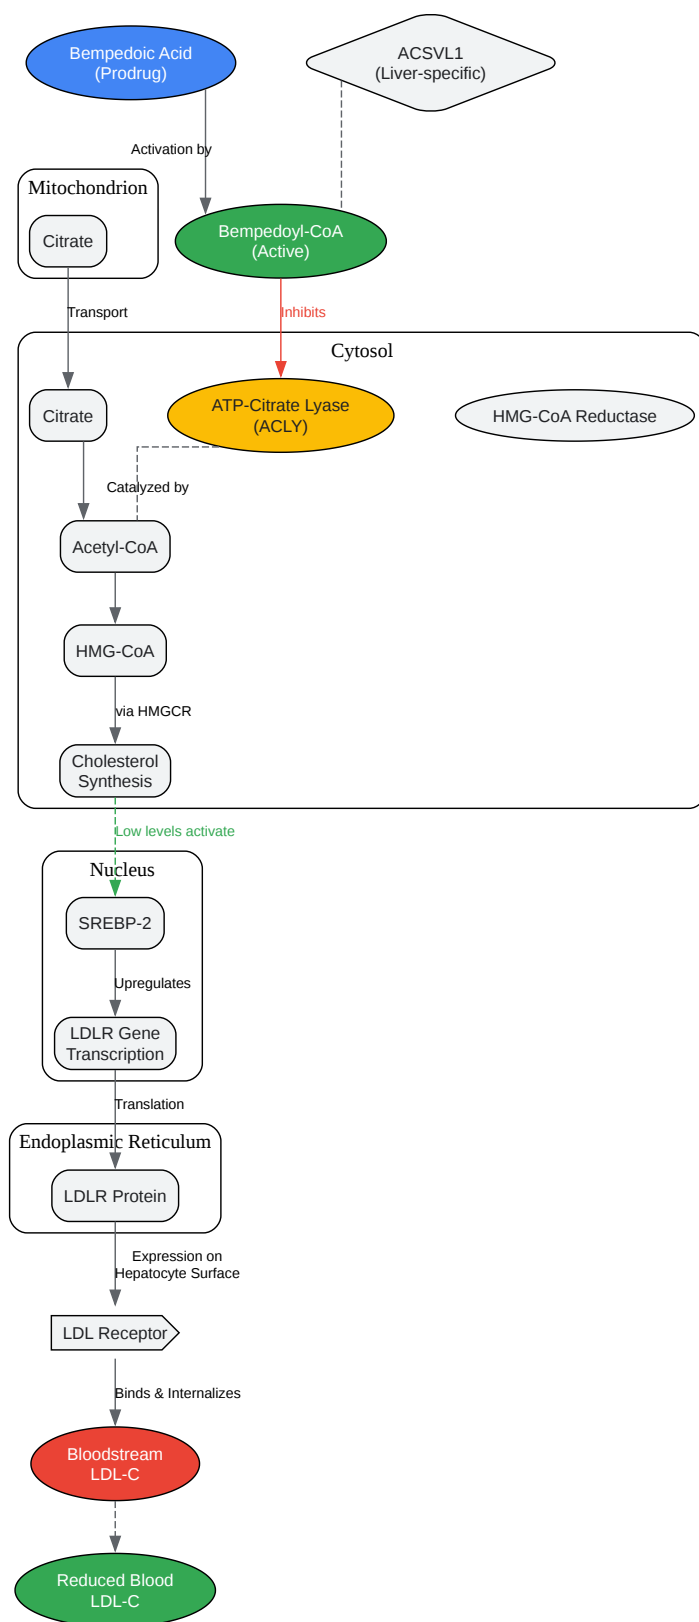 Bempedoic Acid
(Prodrug)
ACSVL1
(Liver-specific)
Activation by
Mitochondrion
Citrate
Bempedoyl-CoA
(Active)
Transport
Inhibits
Cytosol
Citrate
ATP-Citrate Lyase
(ACLY)
HMG-CoA Reductase
Catalyzed by
Acetyl-CoA
HMG-CoA
via HMGCR
Cholesterol
Synthesis
Low levels activate
Nucleus
SREBP-2
Upregulates
LDLR Gene
Transcription
Translation
Endoplasmic Reticulum
LDLR Protein
Expression on
Hepatocyte Surface
LDL Receptor
Binds & Internalizes
Bloodstream
LDL-C
Reduced Blood
LDL-C